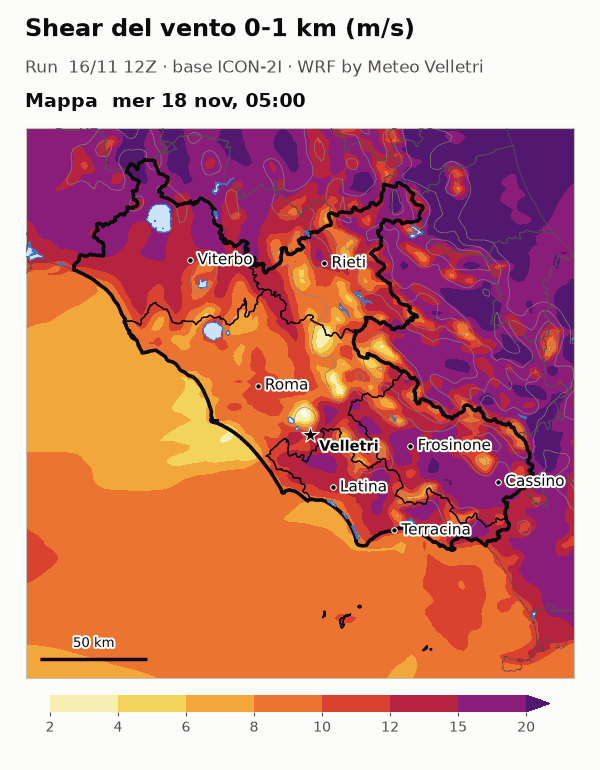 Shear del vento 0-1 km (m/s)
Run  16/11 12Z · base ICON-2I · WRF by Meteo Velletri
Mappa  mer 18 nov, 05:00
Viterbo
Rieti
Roma
Velletri
Frosinone
Latina
Cassino
Terracina
50 km
2 4 6 8 10 12 15 20